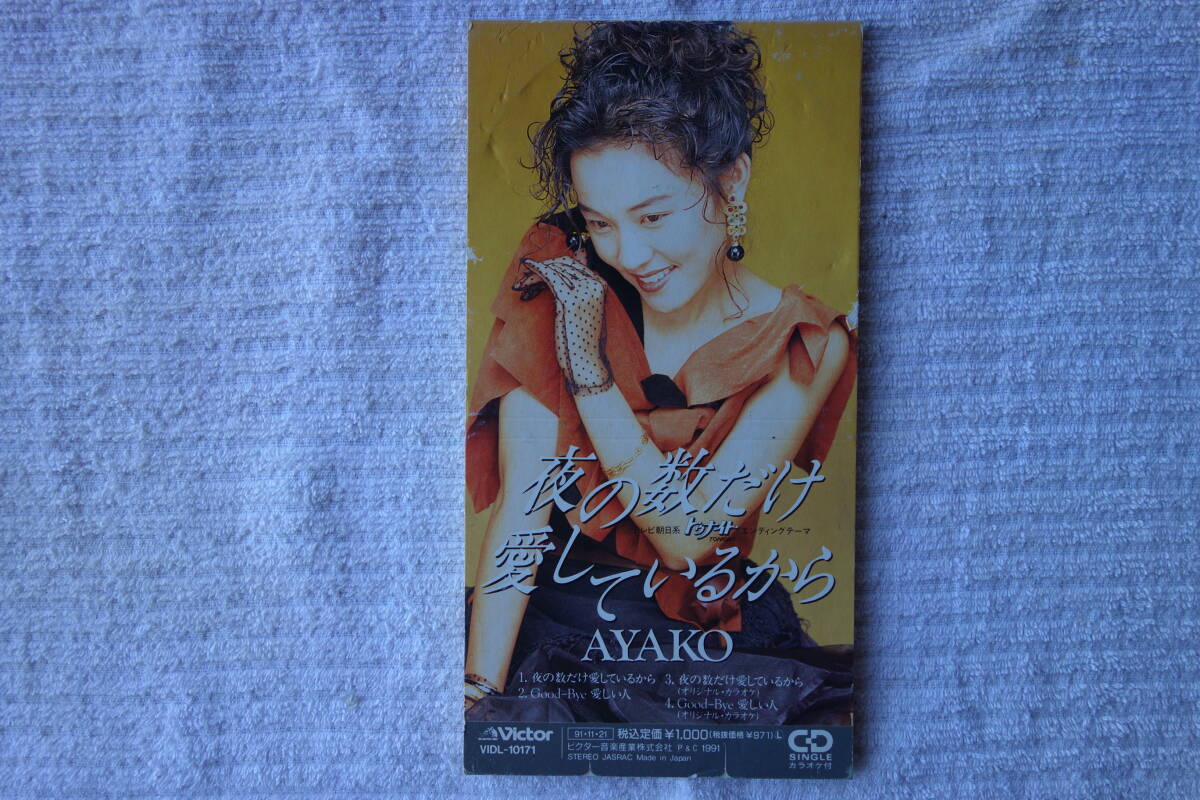 夜の数だけ
テレビ朝日系 トゥナイト エンディングテーマ
TONIGHT
愛しているから
AYAKO
1. 夜の数だけ愛しているから
2. Good-Bye 愛しい人
3. 夜の数だけ愛しているから
(オリジナル・カラオケ)
4. Good-Bye 愛しい人
(オリジナル・カラオケ)
Victor
VIDL-10171
91・11・21 税込定価¥1,000(税抜価格¥971) L
ビクター音楽産業株式会社 P & C 1991
STEREO JASRAC Made in Japan
CD
SINGLE
カラオケ付